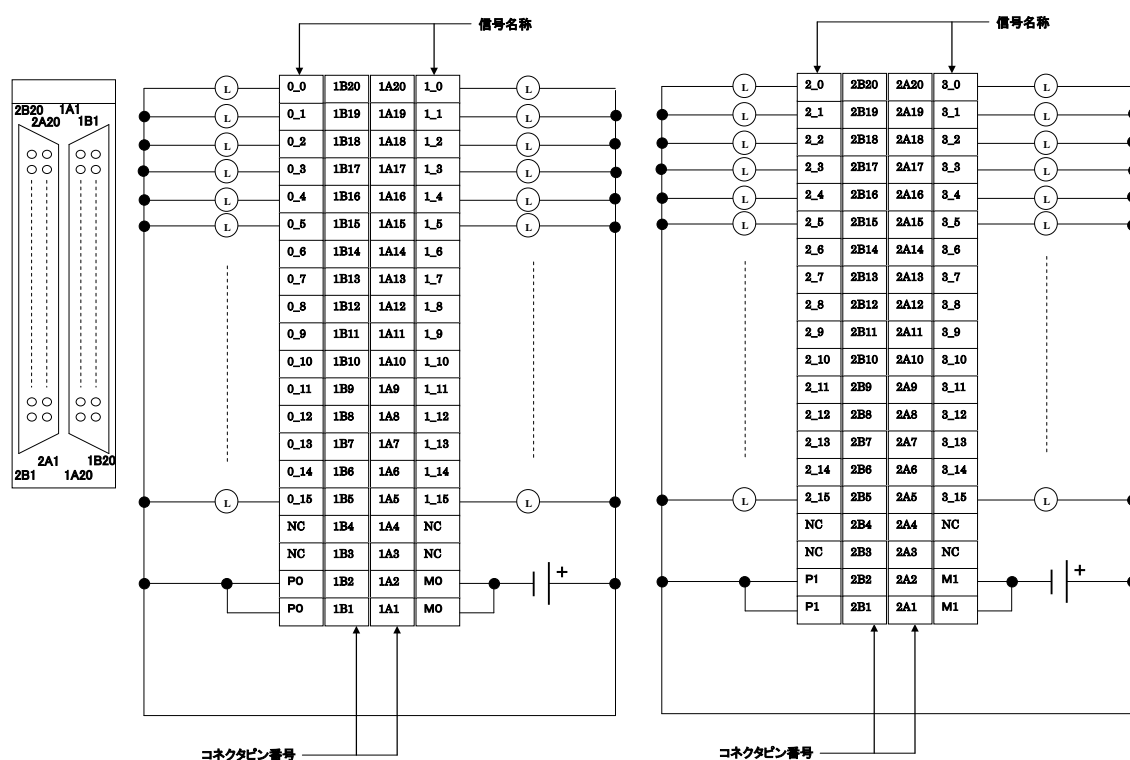 信号名称
信号名称
2B20 1A1
2A20 1B1
2A1 1B20
2B1 1A20
L 0_0 1B20 1A20 1_0 L
L 0_1 1B19 1A19 1_1 L
L 0_2 1B18 1A18 1_2 L
L 0_3 1B17 1A17 1_3 L
L 0_4 1B16 1A16 1_4 L
L 0_5 1B15 1A15 1_5 L
0_6 1B14 1A14 1_6
0_7 1B13 1A13 1_7
0_8 1B12 1A12 1_8
0_9 1B11 1A11 1_9
0_10 1B10 1A10 1_10
0_11 1B9 1A9 1_11
0_12 1B8 1A8 1_12
0_13 1B7 1A7 1_13
0_14 1B6 1A6 1_14
L 0_15 1B5 1A5 1_15 L
NC 1B4 1A4 NC
NC 1B3 1A3 NC
P0 1B2 1A2 M0 +
P0 1B1 1A1 M0
コネクタピン番号
L 2_0 2B20 2A20 3_0 L
L 2_1 2B19 2A19 3_1 L
L 2_2 2B18 2A18 3_2 L
L 2_3 2B17 2A17 3_3 L
L 2_4 2B16 2A16 3_4 L
L 2_5 2B15 2A15 3_5 L
2_6 2B14 2A14 3_6
2_7 2B13 2A13 3_7
2_8 2B12 2A12 3_8
2_9 2B11 2A11 3_9
2_10 2B10 2A10 3_10
2_11 2B9 2A9 3_11
2_12 2B8 2A8 3_12
2_13 2B7 2A7 3_13
2_14 2B6 2A6 3_14
L 2_15 2B5 2A5 3_15 L
NC 2B4 2A4 NC
NC 2B3 2A3 NC
P1 2B2 2A2 M1 +
P1 2B1 2A1 M1
コネクタピン番号